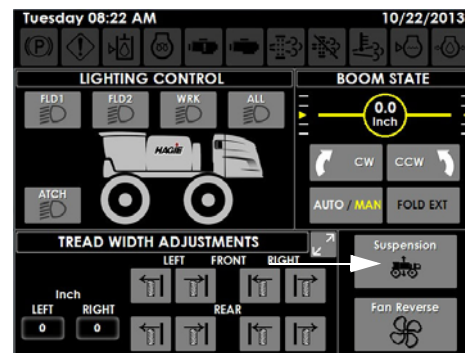 Tuesday 08:22 AM 10/22/2013
LIGHTING CONTROL
BOOM STATE
FLD1 FLD2 WRK ALL
0.0
Inch
HAGIE
CW CCW
ATCH
AUTO / MAN FOLD EXT
TREAD WIDTH ADJUSTMENTS
Suspension
LEFT FRONT RIGHT
Inch
LEFT RIGHT
REAR
0 0
Fan Reverse